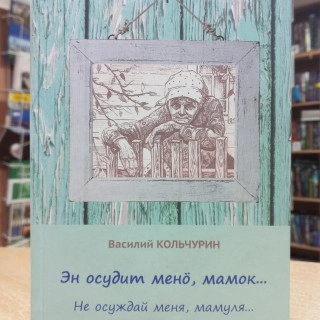 Василий КОЛЬЧУРИН
Эн осудит менӧ, мамок...
Не осуждай меня, мамуля...